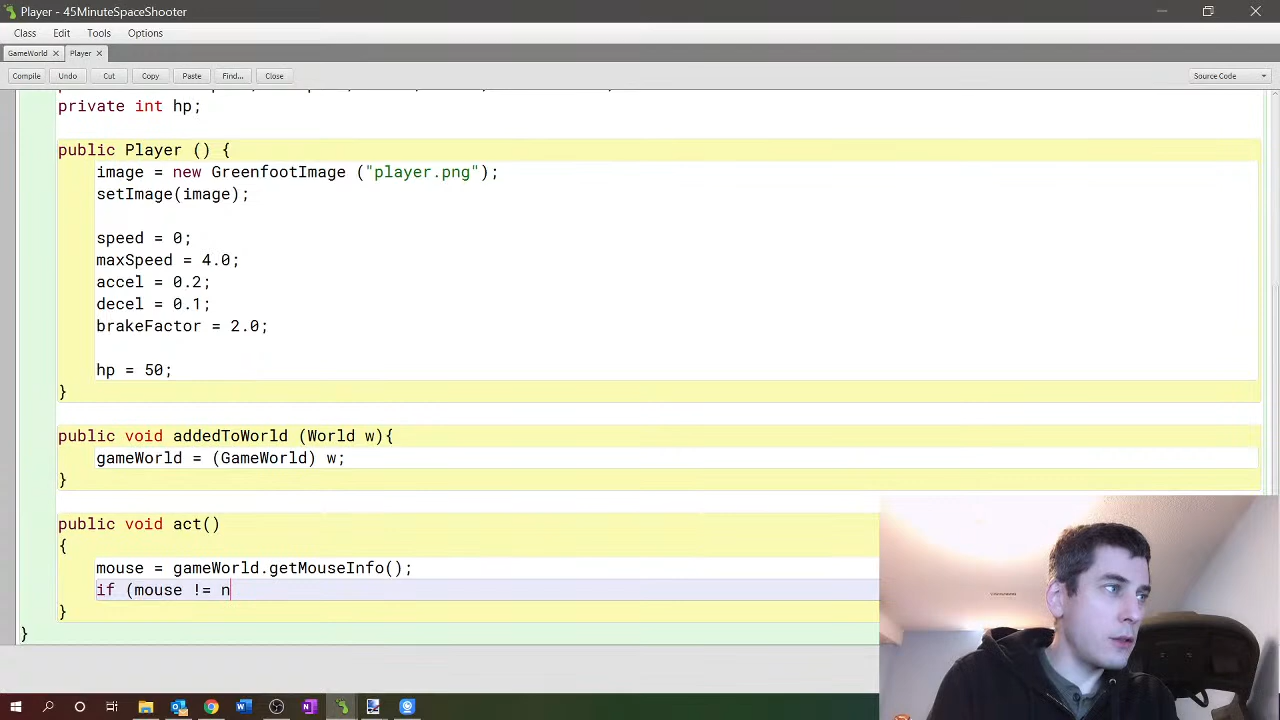 Player - 45MinuteSpaceShooter
Class Edit Tools Options
GameWorld Player
Compile Undo Cut Copy Paste Find... Close Source Code
private int hp;
public Player () {
image = new GreenfootImage ("player.png");
setImage(image);
speed = 0;
maxSpeed = 4.0;
accel = 0.2;
decel = 0.1;
brakeFactor = 2.0;
hp = 50;
}
public void addedToWorld (World w){
gameWorld = (GameWorld) w;
}
public void act()
{
mouse = gameWorld.getMouseInfo();
if (mouse != n
}
}